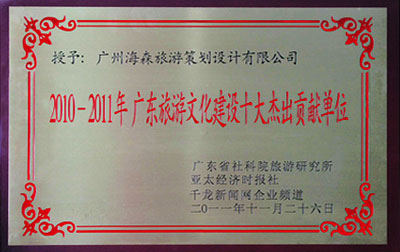 授予：广州海森旅游策划设计有限公司
2010-2011年广东旅游文化建设十大杰出贡献单位
广东省社科院旅游研究所
亚太经济时报社
千龙新闻网企业频道
二〇一一年十一月二十六日